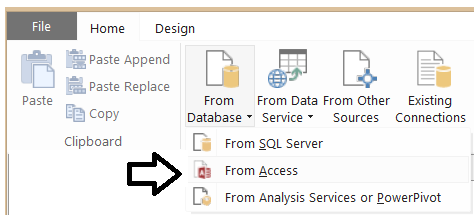 File
Home
Design
Paste
Paste Append
Paste Replace
Copy
Clipboard
From
Database
From Data
Service
From Other
Sources
Existing
Connections
From SQL Server
From Access
From Analysis Services or PowerPivot